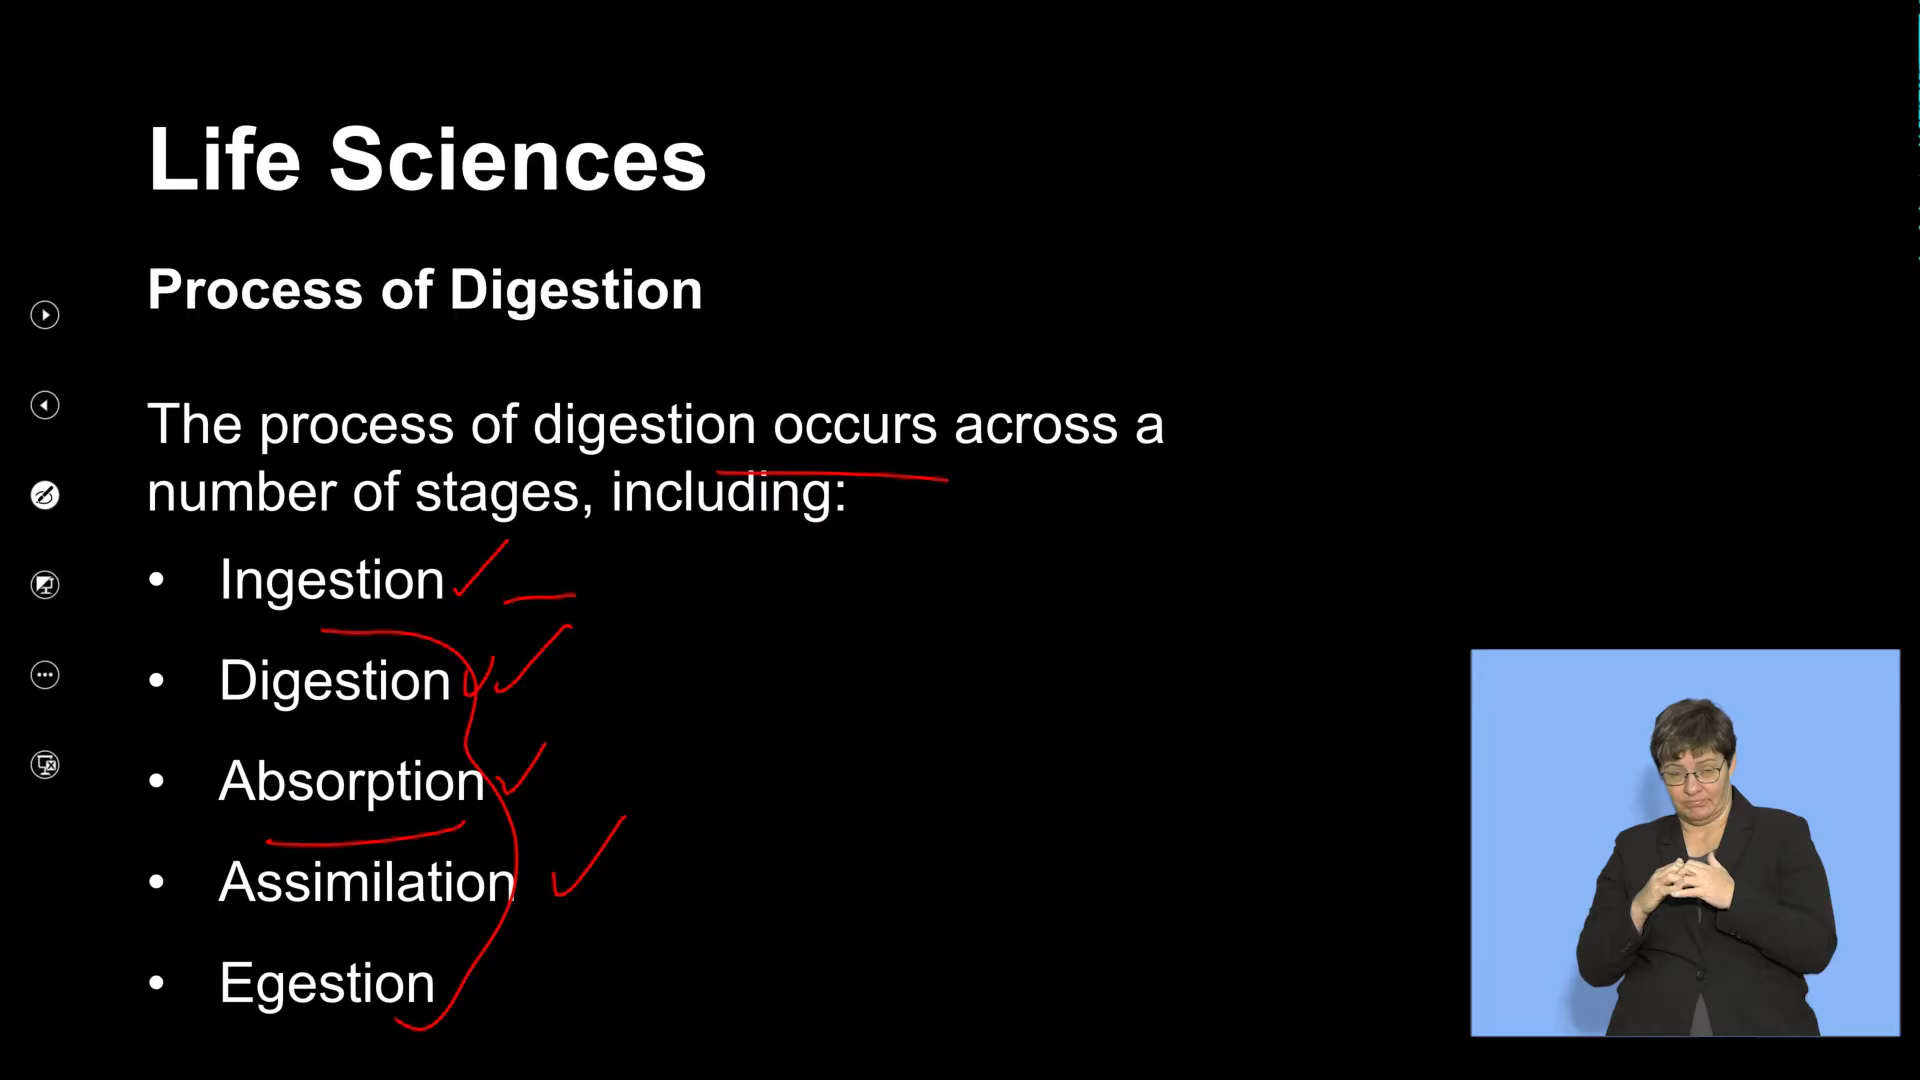 Life Sciences
Process of Digestion
The process of digestion occurs across a
number of stages, including:
• Ingestion
• Digestion
• Absorption
• Assimilation
• Egestion